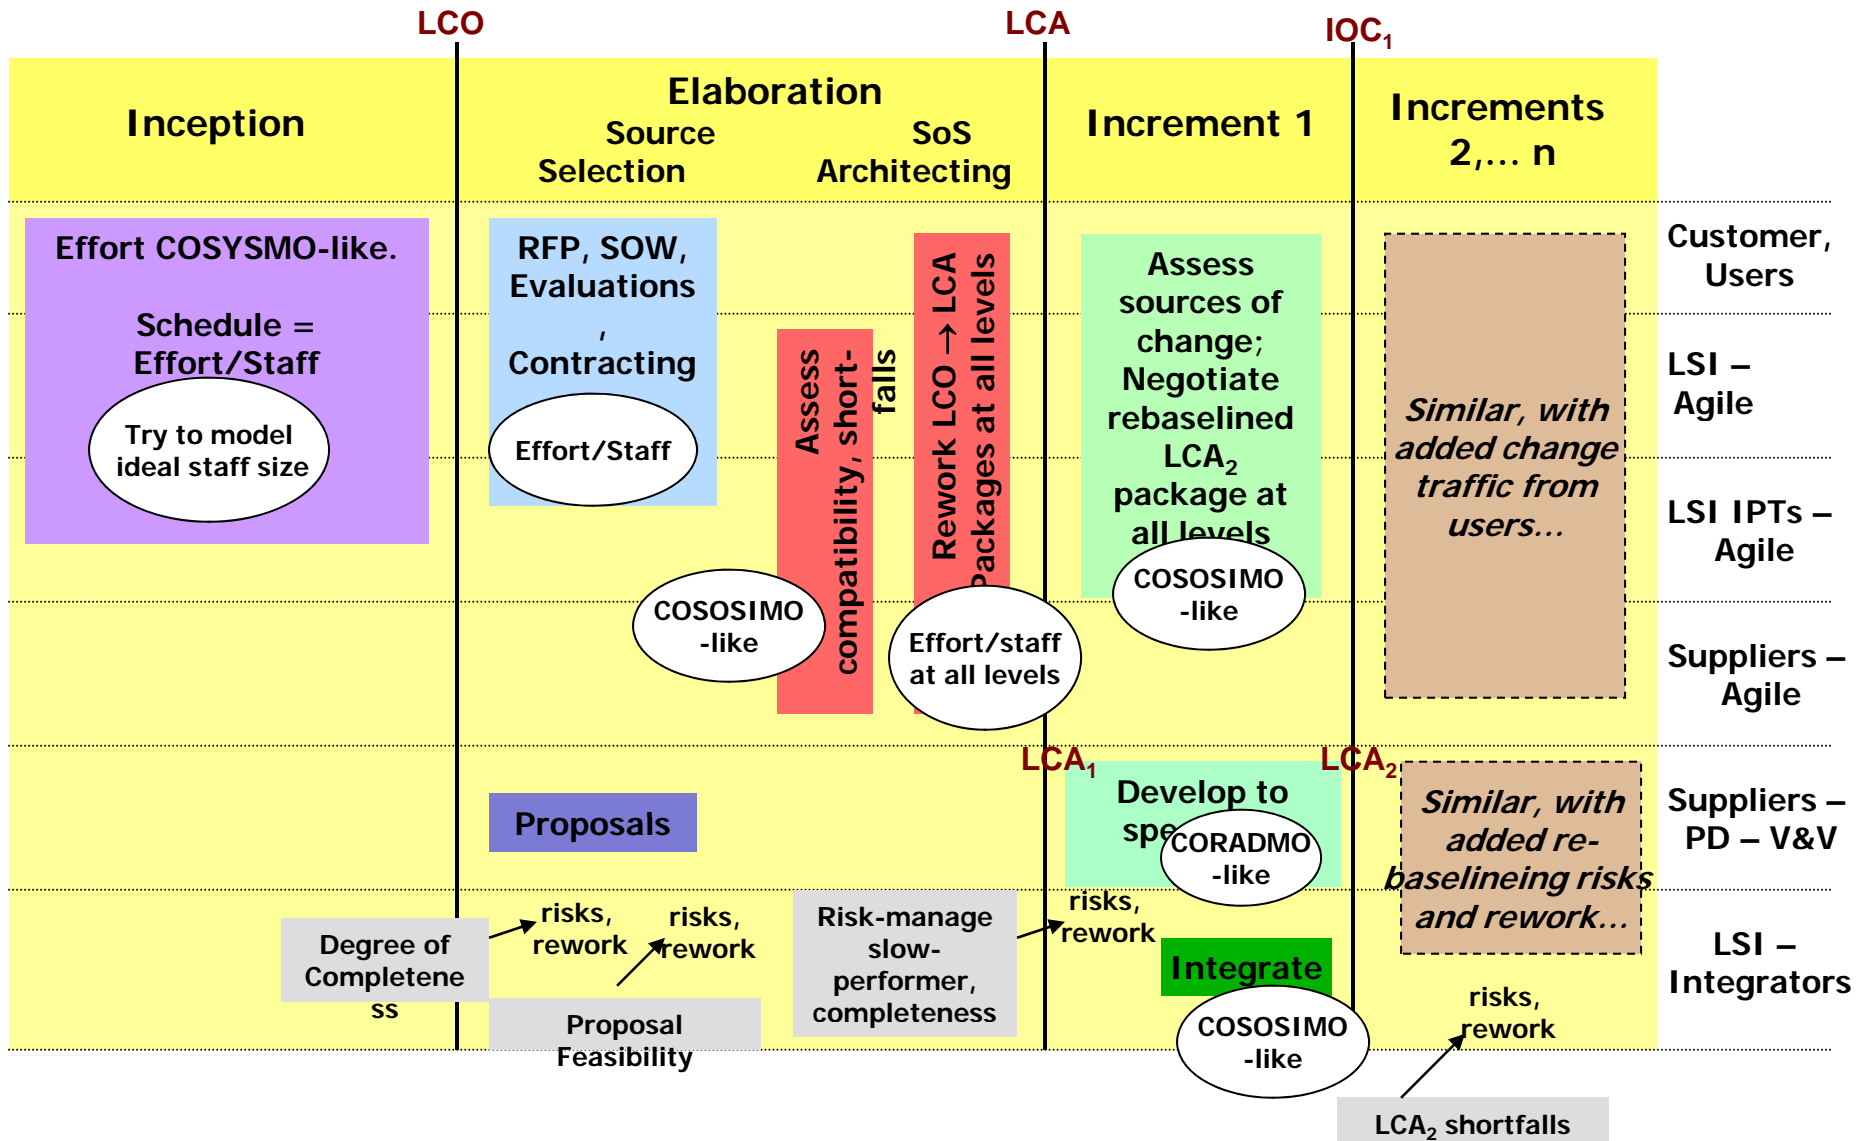 LCO
LCA
IOC₁
Inception
Elaboration
Source
Selection
SoS
Architecting
Increment 1
Increments
2,... n
Effort COSYSMO-like.
Schedule =
Effort/Staff
Try to model
ideal staff size
RFP, SOW,
Evaluations
,
Contracting
Effort/Staff
Assess
compatibility, short-
falls
COSOSIMO
-like
Rework LCO → LCA
Packages at all levels
Effort/staff
at all levels
Assess
sources of
change;
Negotiate
rebaselined
LCA₂
package at
all levels
COSOSIMO
-like
Similar, with
added change
traffic from
users...
Customer,
Users
LSI –
Agile
LSI IPTs –
Agile
Suppliers –
Agile
LCA₁
LCA₂
Proposals
Develop to
spe
CORADMO
-like
Similar, with
added re-
baselineing risks
and rework...
Suppliers –
PD – V&V
Degree of
Completene
ss
risks,
rework
risks,
rework
Proposal
Feasibility
Risk-manage
slow-
performer,
completeness
risks,
rework
Integrate
COSOSIMO
-like
risks,
rework
LCA₂ shortfalls
LSI –
Integrators